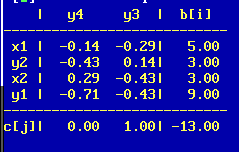 | y4 y3 | b[i]
x1 | -0.14 -0.29| 5.00
y2 | -0.43 0.14| 3.00
x2 | 0.29 -0.43| 3.00
y1 | -0.71 -0.43| 9.00
c[j]| 0.00 1.00| -13.00